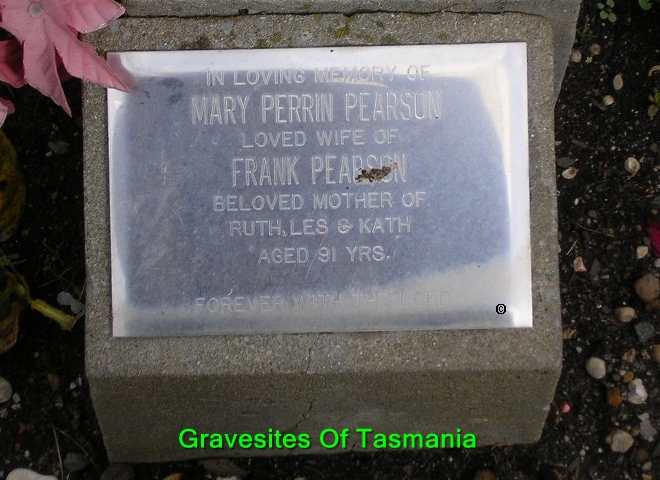 IN LOVING MEMORY OF
MARY PERRIN PEARSON
LOVED WIFE OF
FRANK PEARSON
BELOVED MOTHER OF
RUTH, LES & KATH
AGED 91 YRS.
FOREVER WITH THE LORD
©
Gravesites Of Tasmania